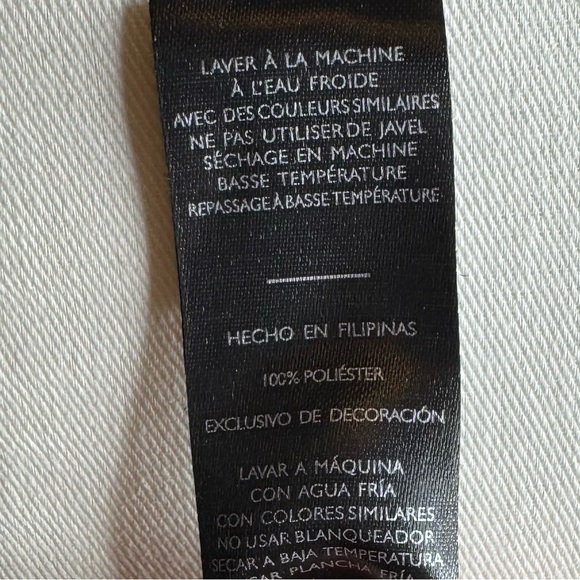 LAVER À LA MACHINE
À L'EAU FROIDE
AVEC DES COULEURS SIMILAIRES
NE PAS UTILISER DE JAVEL
SÉCHAGE EN MACHINE
BASSE TEMPÉRATURE
REPASSAGE À BASSE TEMPÉRATURE
HECHO EN FILIPINAS
100% POLIÉSTER
EXCLUSIVO DE DECORACIÓN
LAVAR A MÁQUINA
CON AGUA FRÍA
CON COLORES SIMILARES
NO USAR BLANQUEADOR
SECAR A BAJA TEMPERATURA
PLANCHA FRÍA